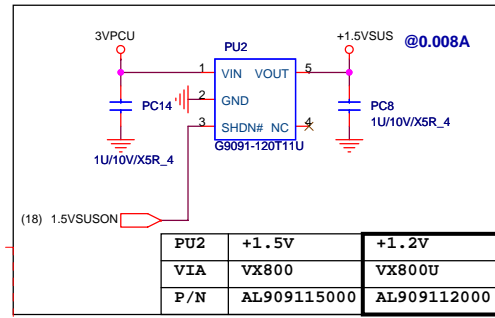 3VPCU
+1.5VSUS @0.008A
PU2
1 VIN VOUT 5
2 GND
3 SHDN# NC 4
G9091-120T11U
PC14
1U/10V/X5R_4
PC8
1U/10V/X5R_4
(18) 1.5VSUSON
PU2 +1.5V +1.2V
VIA VX800 VX800U
P/N AL909115000 AL909112000